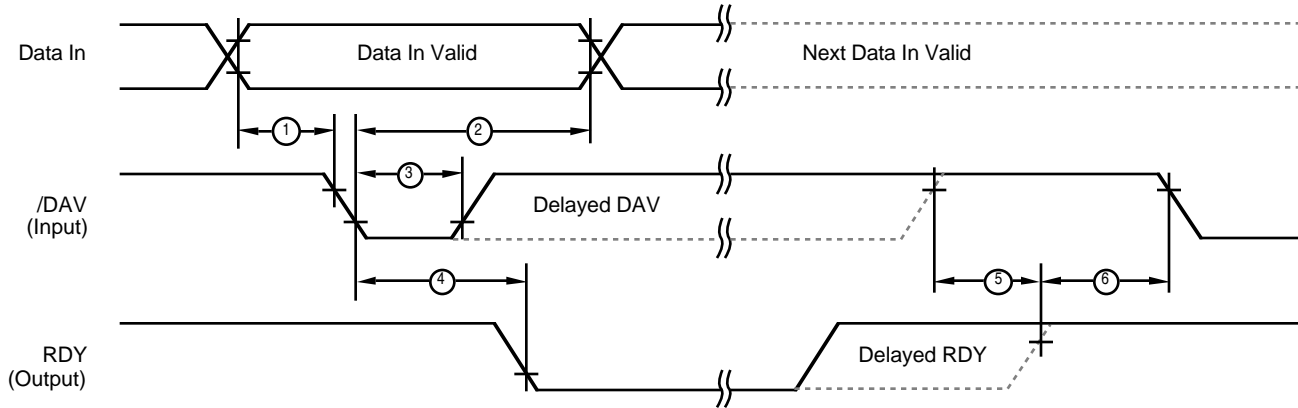 Data In
Data In Valid
Next Data In Valid
1
2
3
/DAV
(Input)
Delayed DAV
4
5
6
RDY
(Output)
Delayed RDY